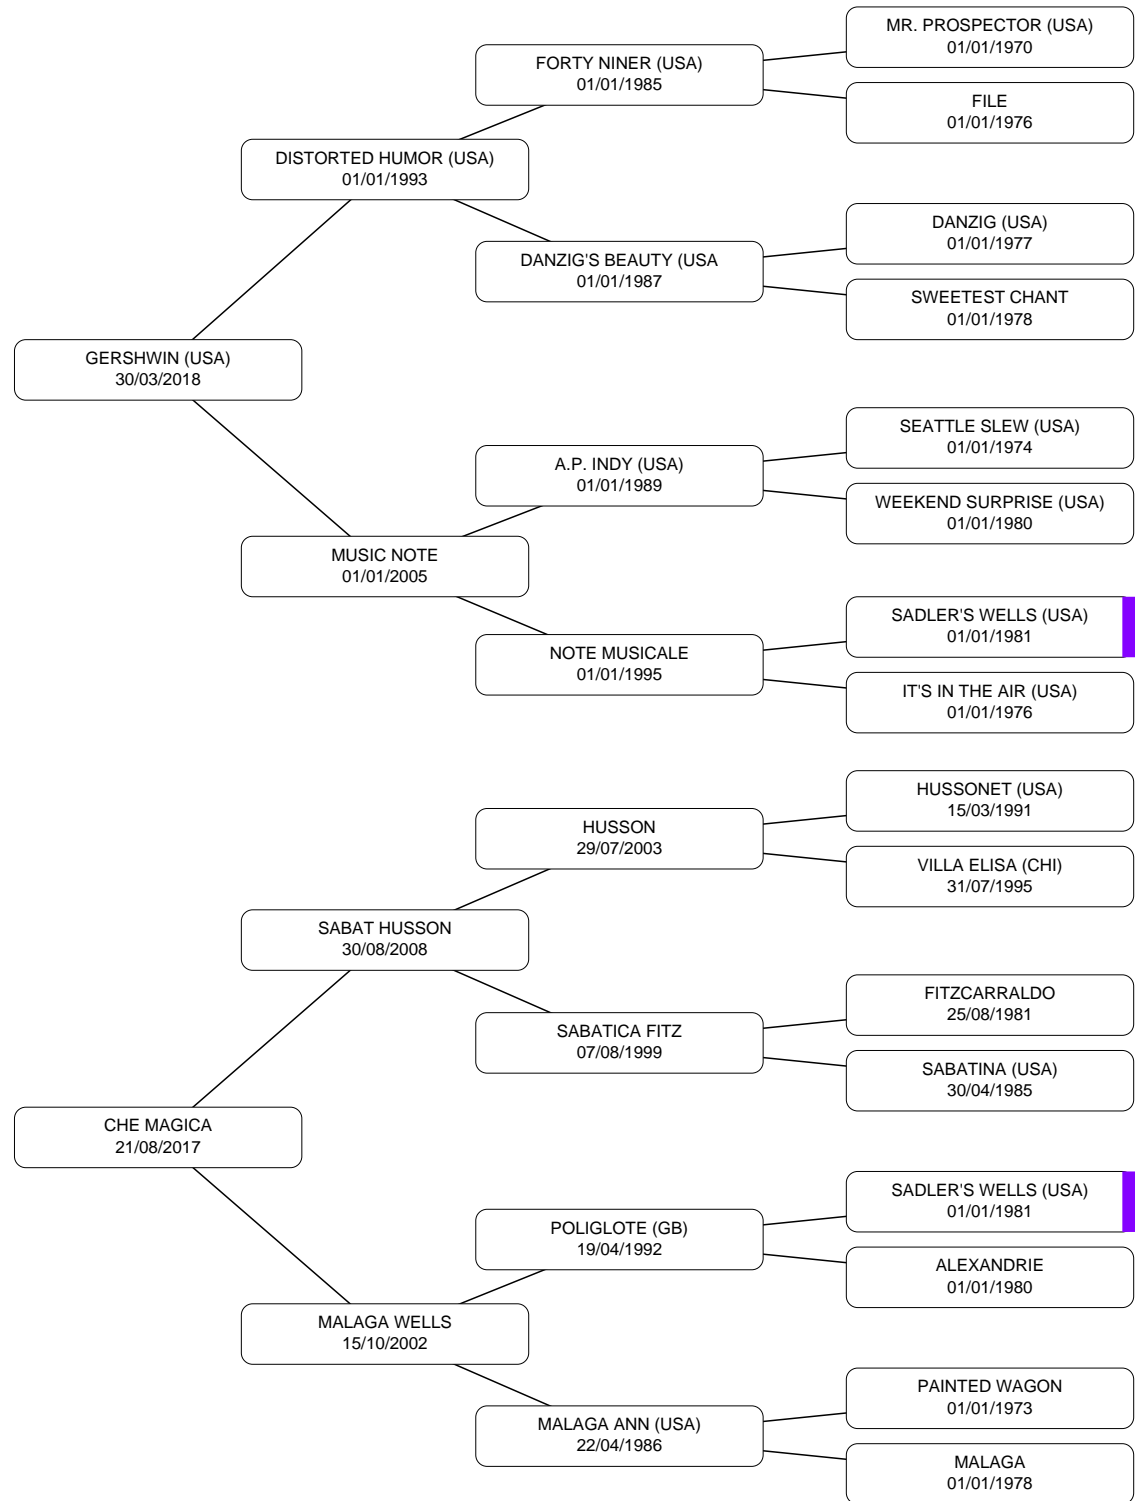 MR. PROSPECTOR (USA)
01/01/1970
FORTY NINER (USA)
01/01/1985
FILE
01/01/1976
DISTORTED HUMOR (USA)
01/01/1993
DANZIG (USA)
01/01/1977
DANZIG'S BEAUTY (USA
01/01/1987
SWEETEST CHANT
01/01/1978
GERSHWIN (USA)
30/03/2018
SEATTLE SLEW (USA)
01/01/1974
A.P. INDY (USA)
01/01/1989
WEEKEND SURPRISE (USA)
01/01/1980
MUSIC NOTE
01/01/2005
SADLER'S WELLS (USA)
01/01/1981
NOTE MUSICALE
01/01/1995
IT'S IN THE AIR (USA)
01/01/1976
HUSSONET (USA)
15/03/1991
HUSSON
29/07/2003
VILLA ELISA (CHI)
31/07/1995
SABAT HUSSON
30/08/2008
FITZCARRALDO
25/08/1981
SABATICA FITZ
07/08/1999
SABATINA (USA)
30/04/1985
CHE MAGICA
21/08/2017
SADLER'S WELLS (USA)
01/01/1981
POLIGLOTE (GB)
19/04/1992
ALEXANDRIE
01/01/1980
MALAGA WELLS
15/10/2002
PAINTED WAGON
01/01/1973
MALAGA ANN (USA)
22/04/1986
MALAGA
01/01/1978